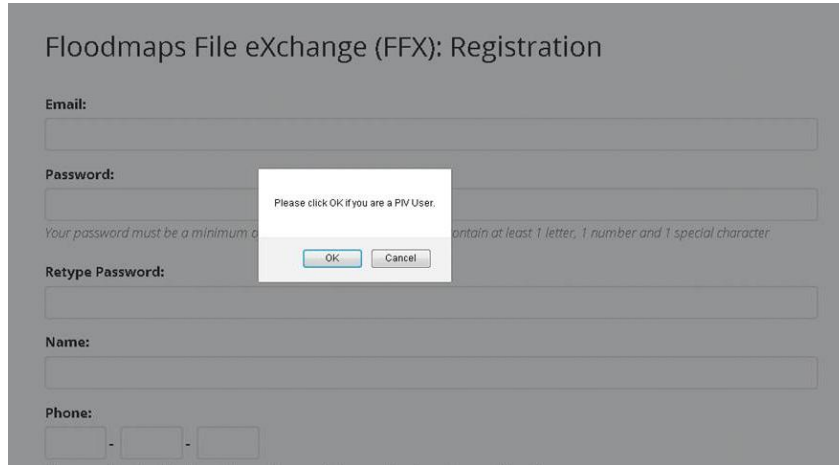 Floodmaps File eXchange (FFX): Registration
Email:
Password:
Please click OK if you are a PIV User.
Your password must be a minimum o
ontain at least 1 letter, 1 number and 1 special character
OK Cancel
Retype Password:
Name:
Phone:
- -